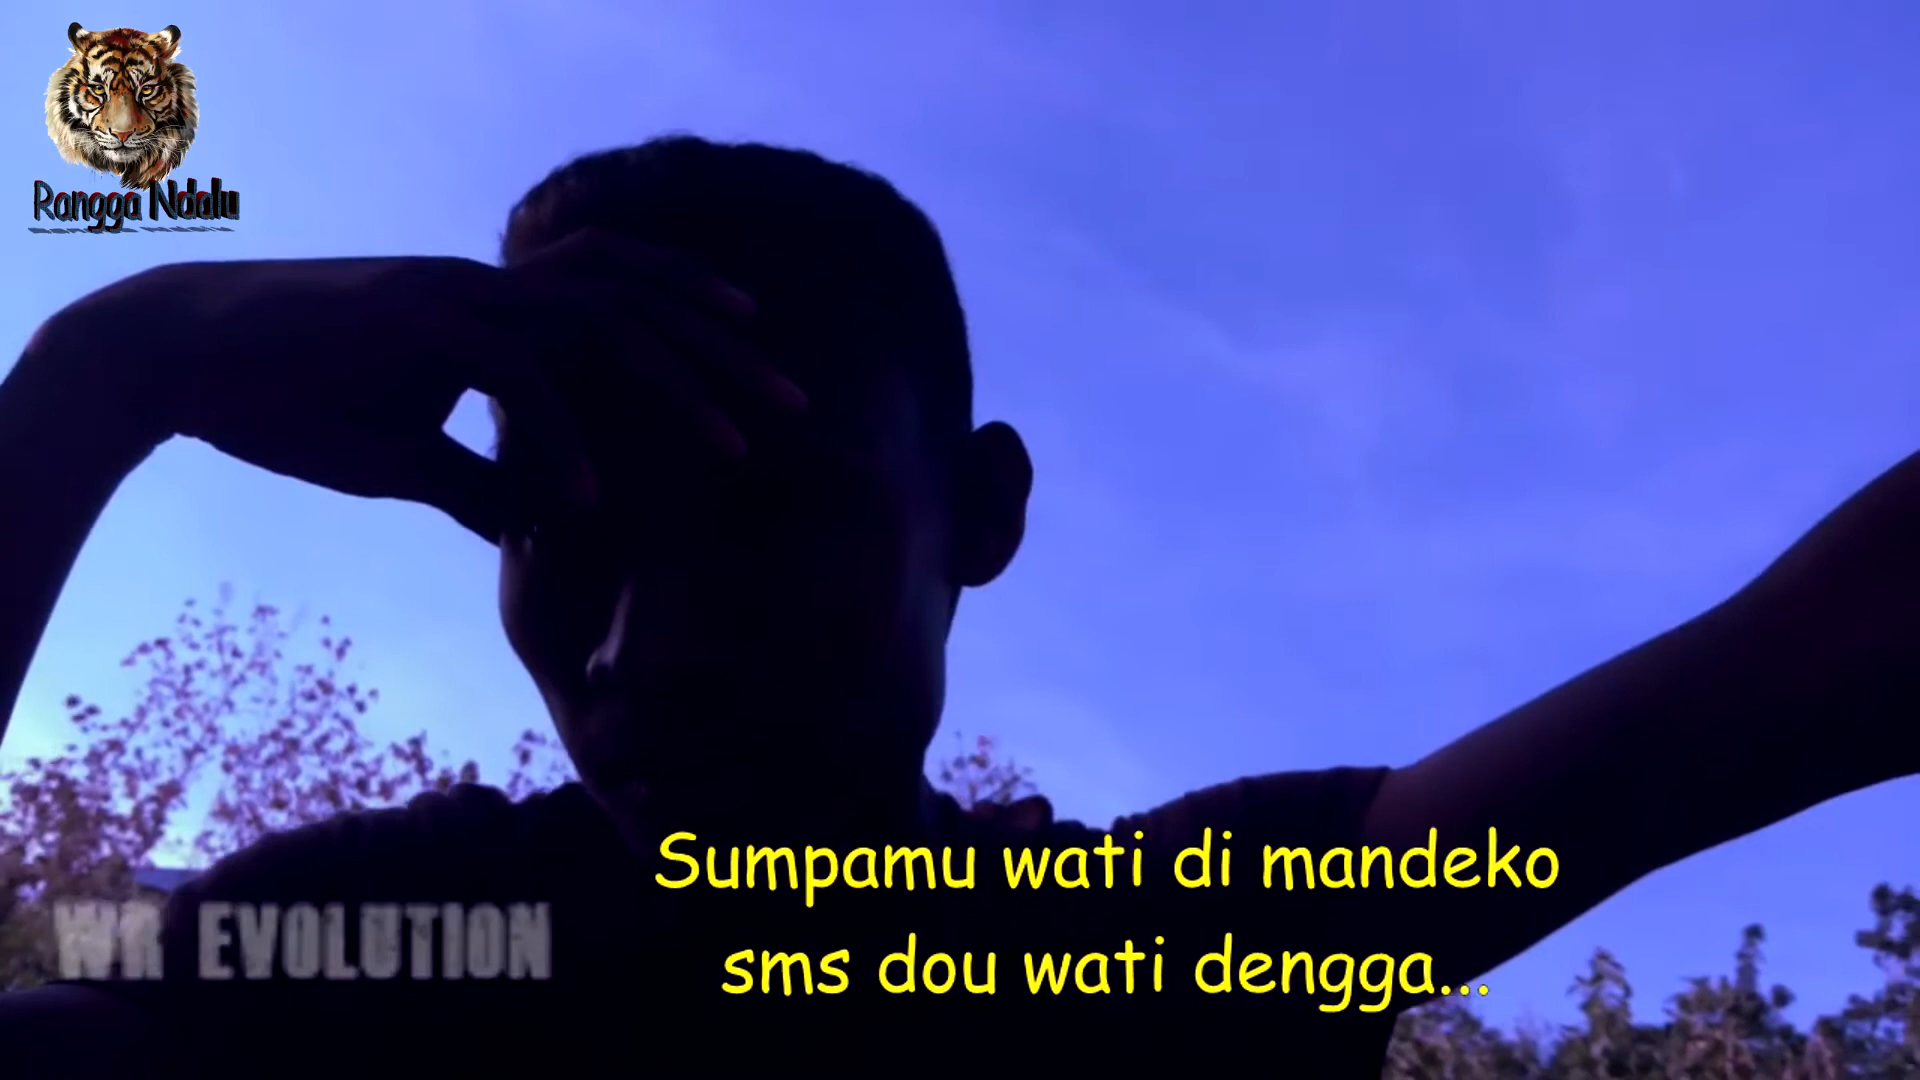 Rangga Ndalu
Sumpamu wati di mandeko
sms dou wati dengga...
WR EVOLUTION